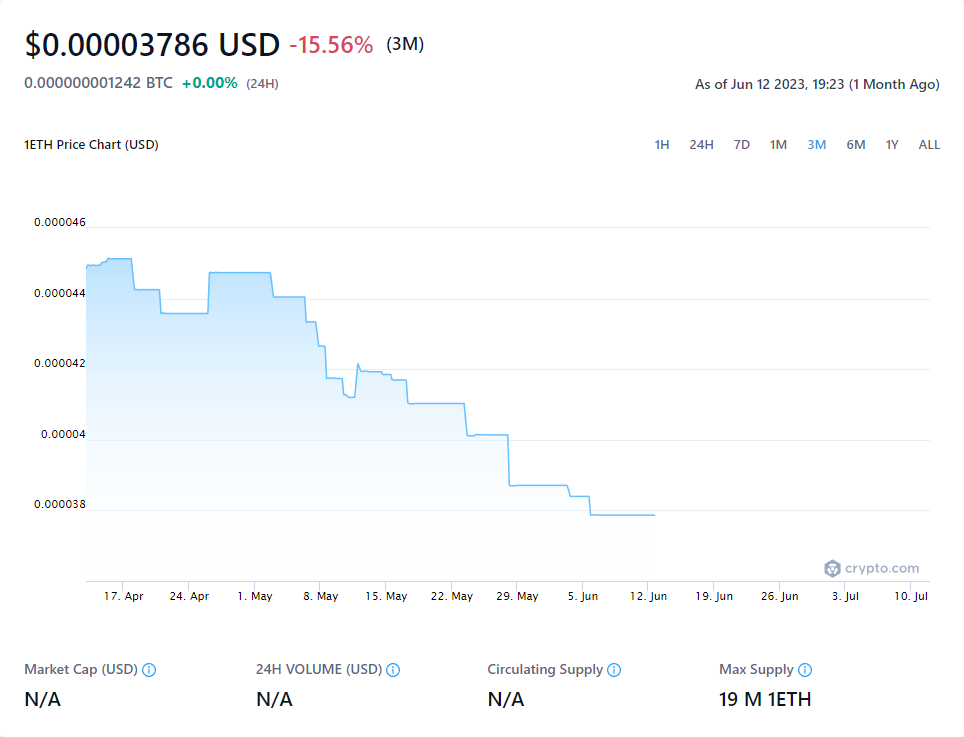 $0.00003786 USD -15.56% (3M)
0.000000001242 BTC +0.00% (24H)
As of Jun 12 2023, 19:23 (1 Month Ago)
1ETH Price Chart (USD)
1H 24H 7D 1M 3M 6M 1Y ALL
0.000046
0.000044
0.000042
0.00004
0.000038
crypto.com
17. Apr 24. Apr 1. May 8. May 15. May 22. May 29. May 5. Jun 12. Jun 19. Jun 26. Jun 3. Jul 10. Jul
Market Cap (USD) 24H VOLUME (USD) Circulating Supply Max Supply
N/A N/A N/A 19 M 1ETH